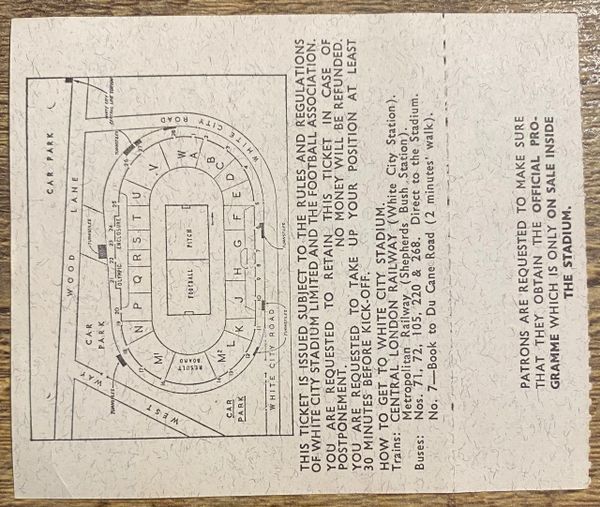 CAR PARK
WOOD LANE
WHITE CITY ROAD
CAR PARK
OLYMPIC ENCLOSURE
TURNSTILES
N P Q R S T U V W A B C D E F G H J K L M² M¹
RESULT BOARD
FOOTBALL PITCH
WEST WAY
CAR PARK
WHITE CITY ROAD
TURNSTILES
THIS TICKET IS ISSUED SUBJECT TO THE RULES AND REGULATIONS
OF WHITE CITY STADIUM LIMITED AND THE FOOTBALL ASSOCIATION.
YOU ARE REQUESTED TO RETAIN THIS TICKET IN CASE OF
POSTPONEMENT. NO MONEY WILL BE REFUNDED.
YOU ARE REQUESTED TO TAKE UP YOUR POSITION AT LEAST
30 MINUTES BEFORE KICK-OFF.
HOW TO GET TO WHITE CITY STADIUM.
Trains: CENTRAL LONDON RAILWAY (White City Station).
Metropolitan Railway (Shepherds Bush Station).
Buses: Nos. 71, 72, 105, 220 & 268. Direct to the Stadium.
No. 7—Book to Du Cane Road (2 minutes' walk).
PATRONS ARE REQUESTED TO MAKE SURE
THAT THEY OBTAIN THE OFFICIAL PRO-
GRAMME WHICH IS ONLY ON SALE INSIDE
THE STADIUM.